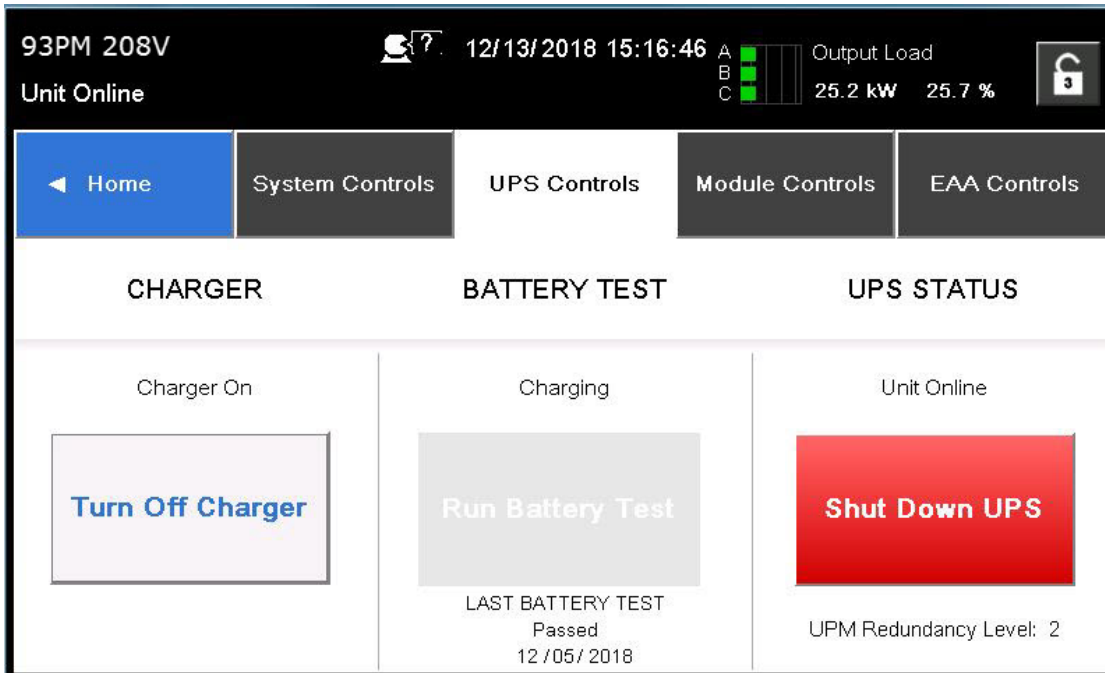 93PM 208V
Unit Online
?
12/13/2018 15:16:46
A
B
C
Output Load
25.2 kW 25.7 %
3
◄ Home
System Controls
UPS Controls
Module Controls
EAA Controls
CHARGER
BATTERY TEST
UPS STATUS
Charger On
Turn Off Charger
Charging
Run Battery Test
LAST BATTERY TEST
Passed
12/05/2018
Unit Online
Shut Down UPS
UPM Redundancy Level: 2